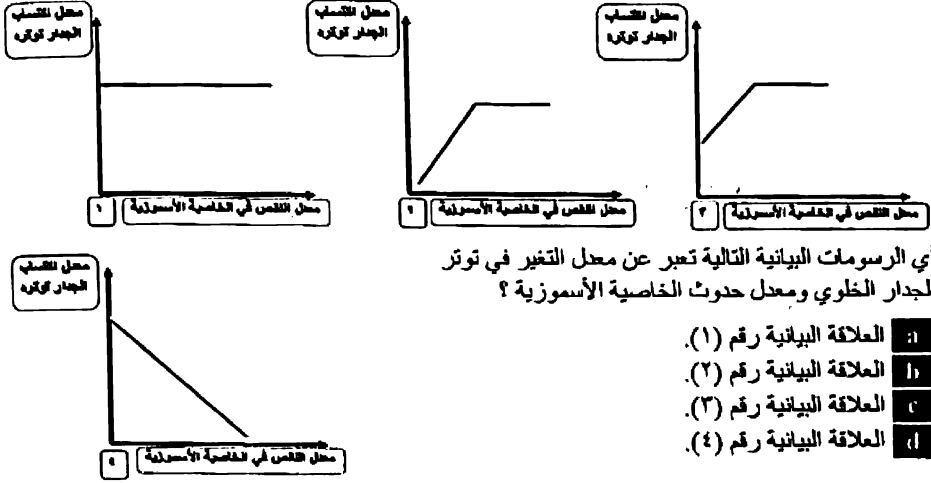 معدل اكتساب
الجدار توتره
معدل النقص في الخاصية الأسموزية
١
معدل اكتساب
الجدار توتره
معدل النقص في الخاصية الأسموزية
٢
معدل اكتساب
الجدار توتره
معدل النقص في الخاصية الأسموزية
٣
أي الرسومات البيانية التالية تعبر عن معدل التغير في توتر
الجدار الخلوي ومعدل حدوث الخاصية الأسموزية ؟
a العلاقة البيانية رقم (١).
b العلاقة البيانية رقم (٢).
c العلاقة البيانية رقم (٣).
d العلاقة البيانية رقم (٤).
معدل اكتساب
الجدار توتره
معدل النقص في الخاصية الأسموزية
٤